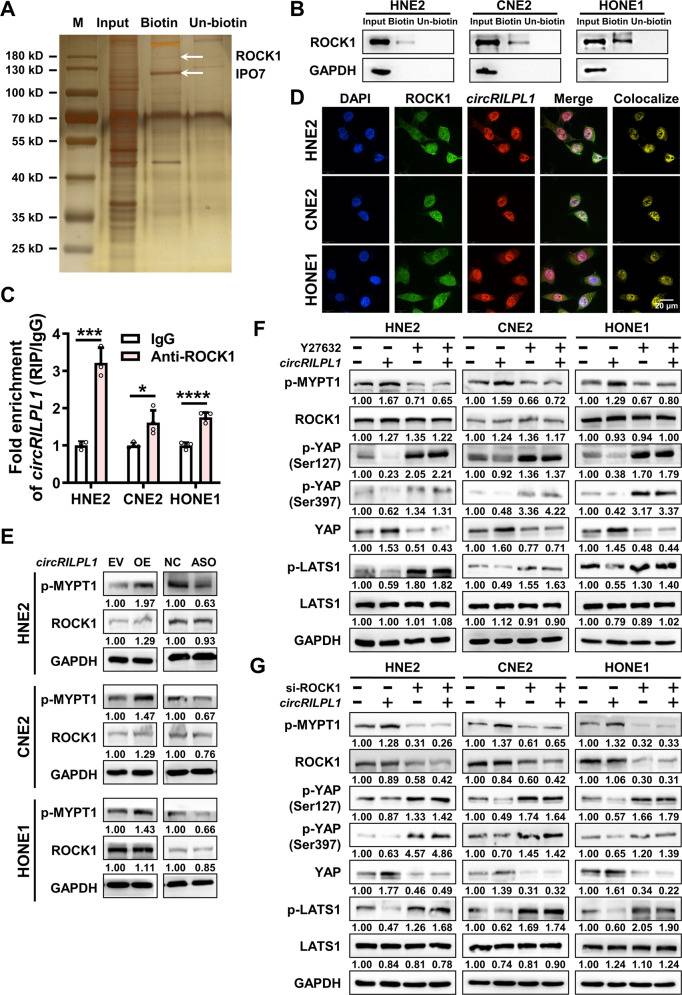 A
M Input Biotin Un-biotin
180 kD
130 kD
100 kD
70 kD
55 kD
40 kD
35 kD
25 kD
ROCK1
IPO7
B
HNE2 CNE2 HONE1
Input Biotin Un-biotin Input Biotin Un-biotin Input Biotin Un-biotin
ROCK1
GAPDH
D
DAPI ROCK1 circRILPL1 Merge Colocalize
HNE2
CNE2
HONE1
20 μm
C
Fold enrichment
of circRILPL1 (RIP/IgG)
8
6
4
2
0
IgG
Anti-ROCK1
*** * ****
HNE2 CNE2 HONE1
E
circRILPL1 EV OE NC ASO
HNE2
p-MYPT1
1.00 1.97 1.00 0.63
ROCK1
1.00 1.29 1.00 0.93
GAPDH
CNE2
p-MYPT1
1.00 1.47 1.00 0.67
ROCK1
1.00 1.29 1.00 0.76
GAPDH
HONE1
p-MYPT1
1.00 1.43 1.00 0.66
ROCK1
1.00 1.11 1.00 0.85
GAPDH
F
HNE2 CNE2 HONE1
Y27632 - - + + - - + + - - + +
circRILPL1 - + - + - + - + - + - +
p-MYPT1
1.00 1.67 0.71 0.65 1.00 1.59 0.66 0.72 1.00 1.29 0.67 0.80
ROCK1
1.00 1.27 1.35 1.22 1.00 1.24 1.36 1.17 1.00 0.93 0.94 1.00
p-YAP
(Ser127)
1.00 0.23 2.05 2.21 1.00 0.92 1.36 1.37 1.00 0.38 1.70 1.79
p-YAP
(Ser397)
1.00 0.62 1.34 1.31 1.00 0.48 3.36 4.22 1.00 0.42 3.17 3.37
YAP
1.00 1.53 0.51 0.43 1.00 1.60 0.77 0.71 1.00 1.45 0.48 0.44
p-LATS1
1.00 0.59 1.80 1.82 1.00 0.49 1.55 1.63 1.00 0.55 1.30 1.40
LATS1
1.00 1.00 1.01 1.08 1.00 1.12 0.91 0.90 1.00 0.79 0.89 1.02
GAPDH
G
HNE2 CNE2 HONE1
si-ROCK1 - - + + - - + + - - + +
circRILPL1 - + - + - + - + - + - +
p-MYPT1
1.00 1.28 0.31 0.26 1.00 1.37 0.61 0.65 1.00 1.32 0.32 0.33
ROCK1
1.00 0.89 0.58 0.42 1.00 0.84 0.60 0.42 1.00 1.06 0.30 0.31
p-YAP
(Ser127)
1.00 0.87 1.33 1.42 1.00 0.49 1.74 1.64 1.00 0.57 1.66 1.79
p-YAP
(Ser397)
1.00 0.63 4.57 4.86 1.00 0.70 1.45 1.42 1.00 0.65 1.20 1.39
YAP
1.00 1.77 0.46 0.49 1.00 1.39 0.31 0.32 1.00 1.61 0.34 0.22
p-LATS1
1.00 0.47 1.26 1.68 1.00 0.62 1.69 1.74 1.00 0.60 2.05 1.90
LATS1
1.00 0.84 0.81 0.78 1.00 0.74 0.81 0.90 1.00 1.24 1.10 1.24
GAPDH